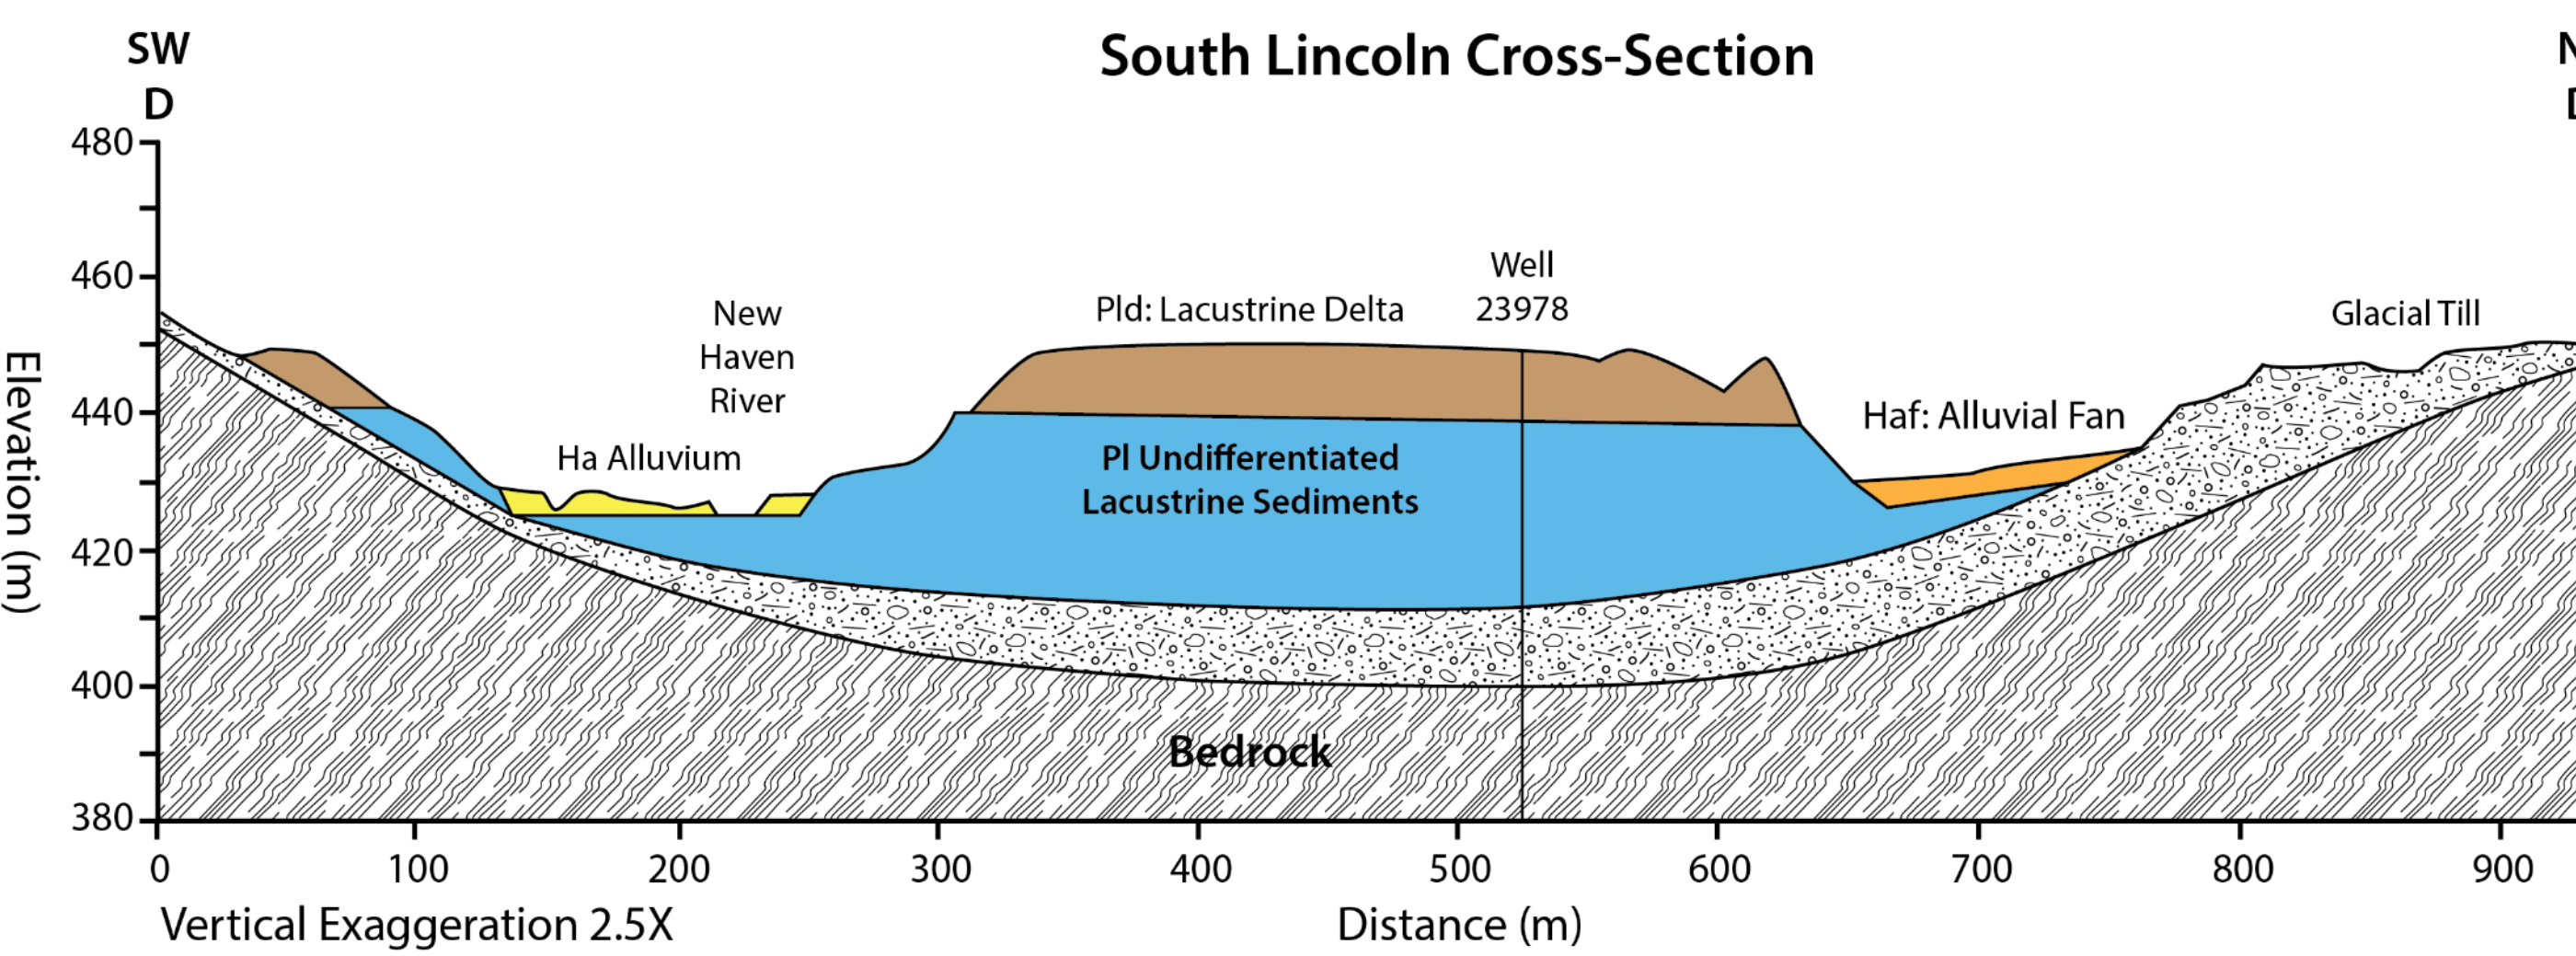 South Lincoln Cross-Section
SW
D
N
480
460
440
420
400
380
Elevation (m)
New
Haven
River
Ha Alluvium
Pld: Lacustrine Delta
Well
23978
Pl Undifferentiated
Lacustrine Sediments
Haf: Alluvial Fan
Glacial Till
Bedrock
0 100 200 300 400 500 600 700 800 900
Vertical Exaggeration 2.5X
Distance (m)